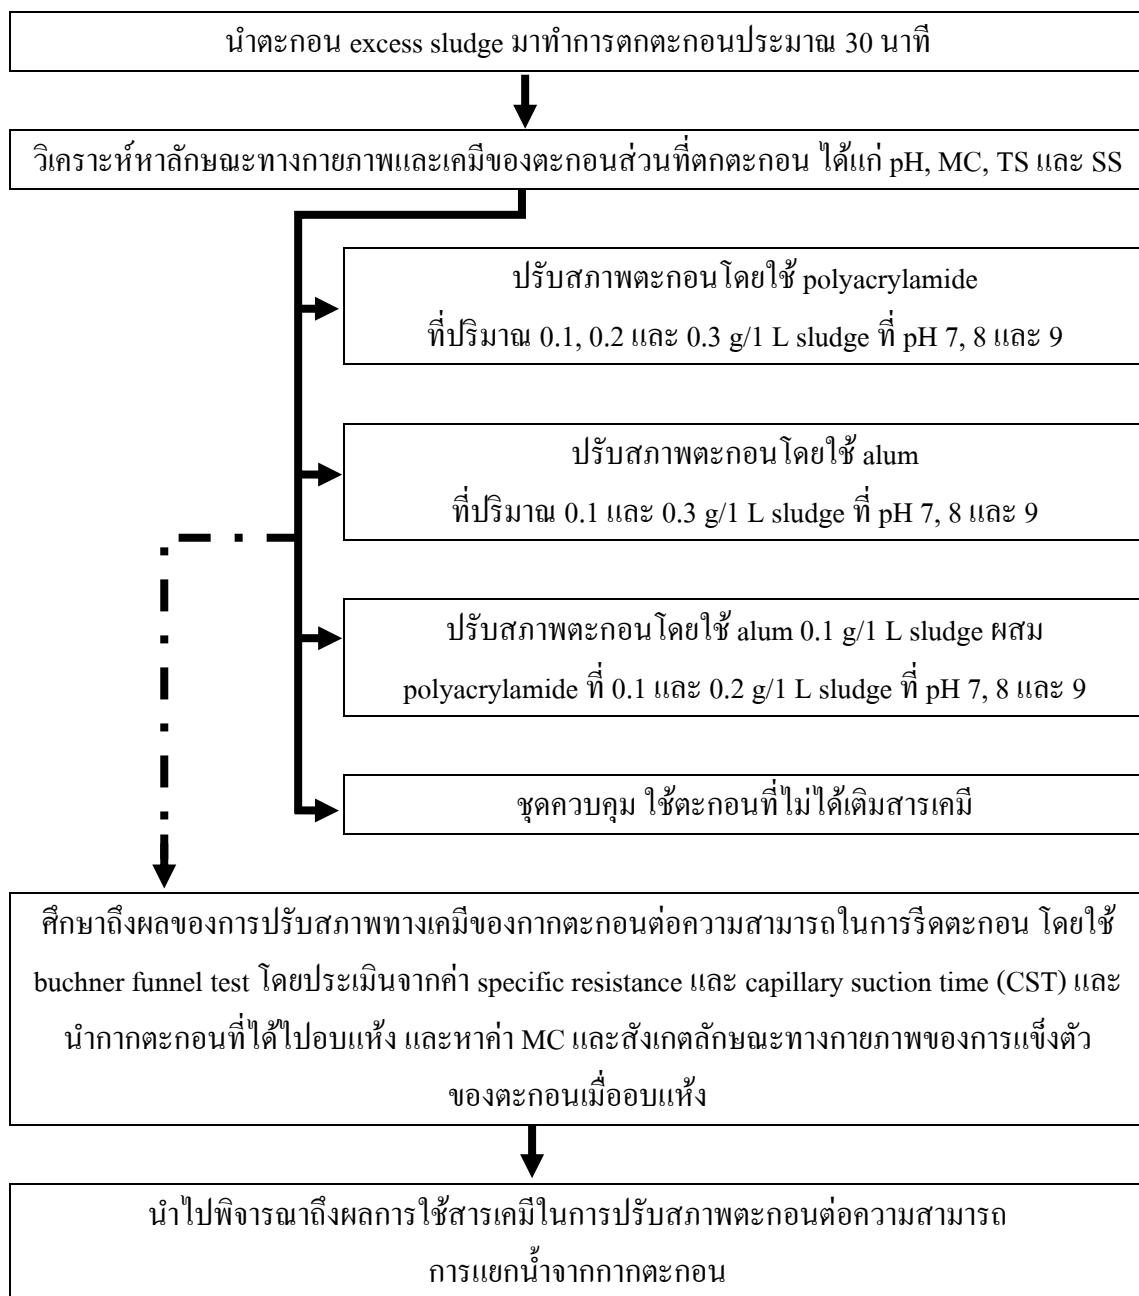 นำตะกอน excess sludge มาทำการตกตะกอนประมาณ 30 นาที
วิเคราะห์หาลักษณะทางกายภาพและเคมีของตะกอนส่วนที่ตกตะกอน ได้แก่ pH, MC, TS และ SS
ปรับสภาพตะกอนโดยใช้ polyacrylamide
ที่ปริมาณ 0.1, 0.2 และ 0.3 g/1 L sludge ที่ pH 7, 8 และ 9
ปรับสภาพตะกอนโดยใช้ alum
ที่ปริมาณ 0.1 และ 0.3 g/1 L sludge ที่ pH 7, 8 และ 9
ปรับสภาพตะกอนโดยใช้ alum 0.1 g/1 L sludge ผสม
polyacrylamide ที่ 0.1 และ 0.2 g/1 L sludge ที่ pH 7, 8 และ 9
ชุดควบคุม ใช้ตะกอนที่ไม่ได้เติมสารเคมี
ศึกษาถึงผลของการปรับสภาพทางเคมีของกากตะกอนต่อความสามารถในการรีดตะกอน โดยใช้
buchner funnel test โดยประเมินจากค่า specific resistance และ capillary suction time (CST) และ
นำกากตะกอนที่ได้ไปอบแห้ง และหาค่า MC และสังเกตลักษณะทางกายภาพของการแข็งตัว
ของตะกอนเมื่ออบแห้ง
นำไปพิจารณาถึงผลการใช้สารเคมีในการปรับสภาพตะกอนต่อความสามารถ
การแยกน้ำจากกากตะกอน